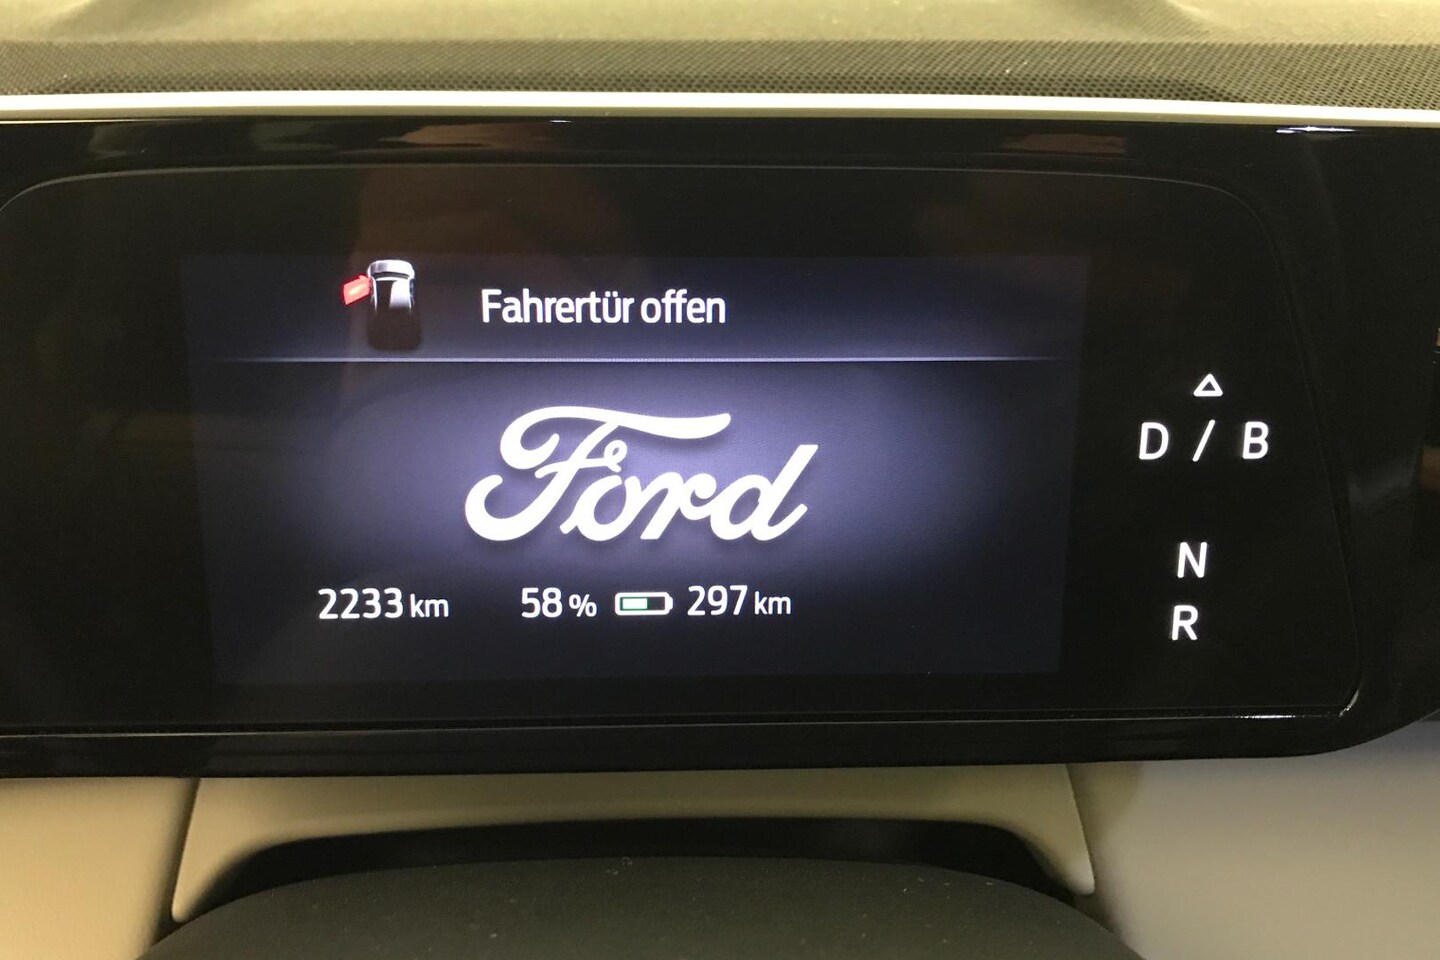 Fahrertür offen
Ford
2233 km 58 % 297 km
D / B
N
R